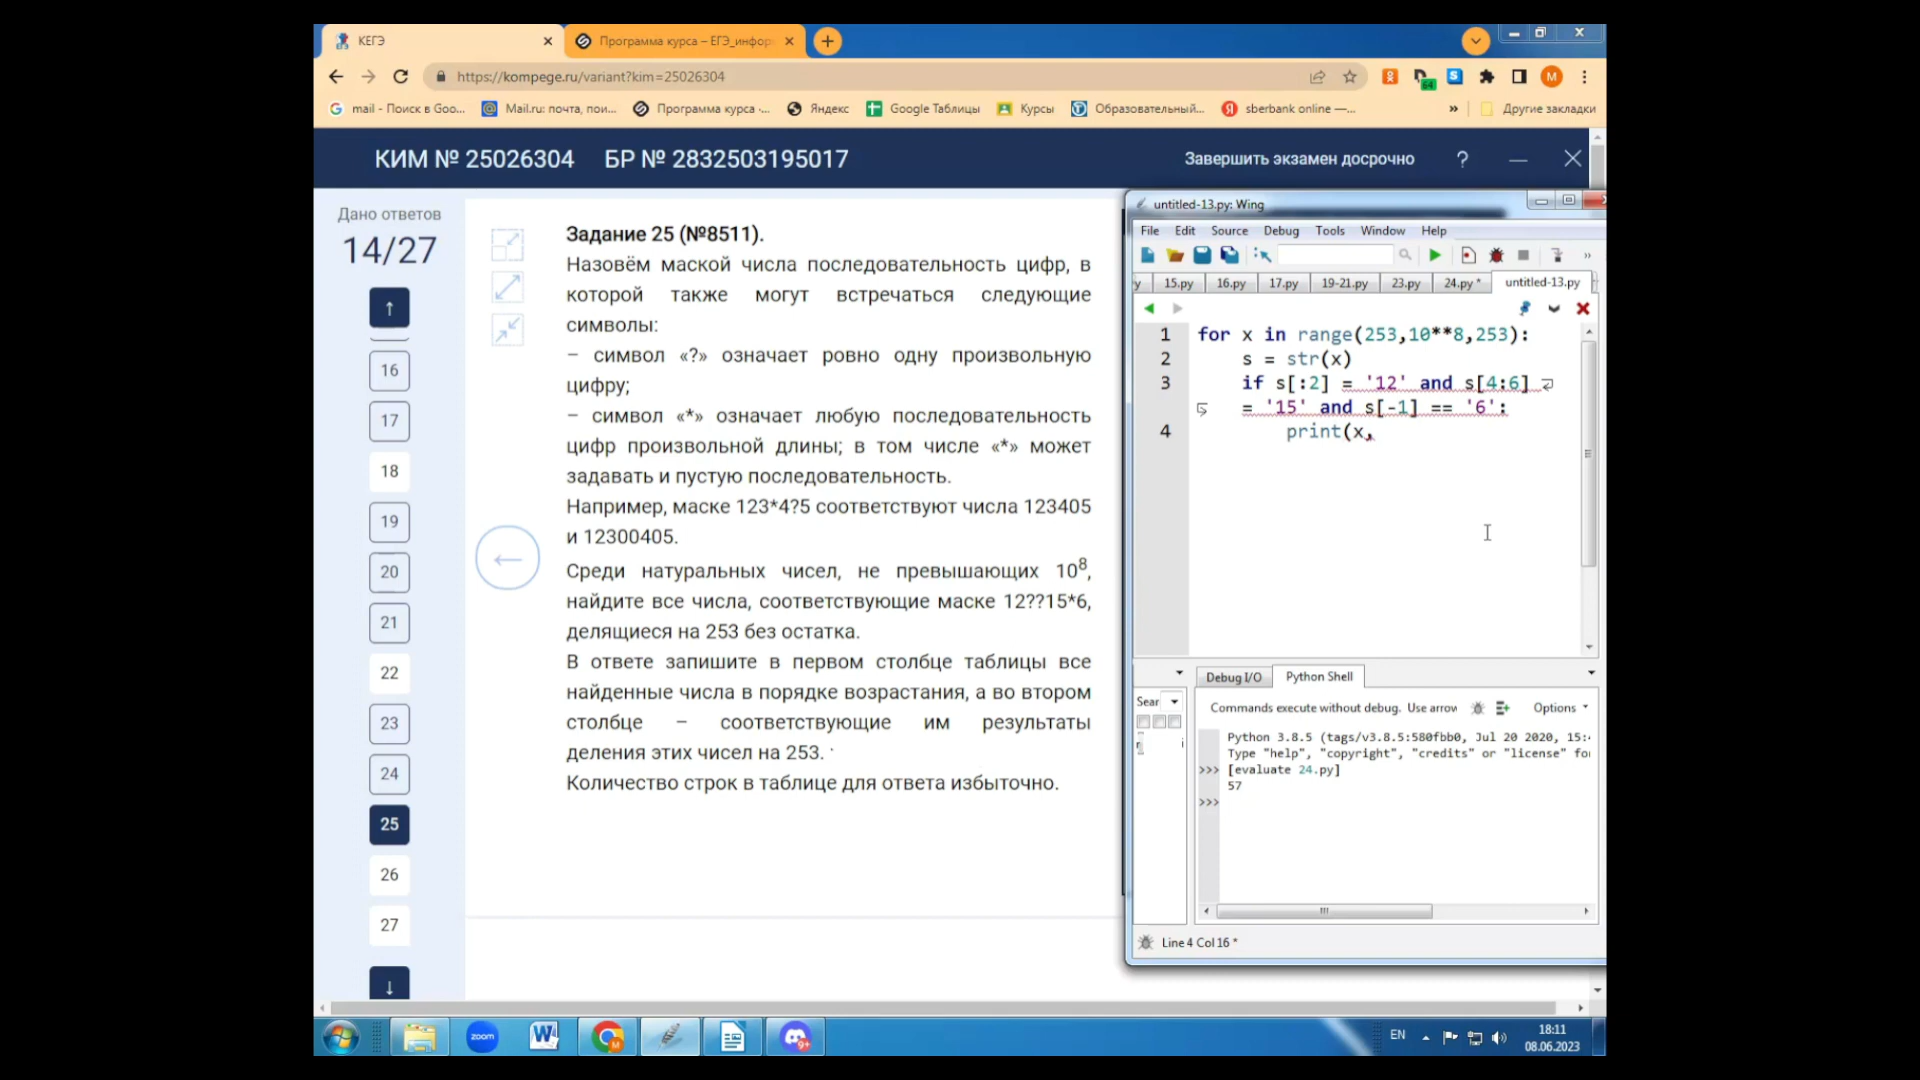 КЕГЭ
Программа курса – ЕГЭ_инфор
https://kompege.ru/variant?kim=25026304
mail - Поиск в Goo...
Mail.ru: почта, пои...
Программа курса ·...
Яндекс
Google Таблицы
Курсы
Образовательный...
sberbank online —...
»
Другие закладки
КИМ № 25026304 БР № 2832503195017
Завершить экзамен досрочно
?
Дано ответов
14/27
↑
16
17
18
19
20
21
22
23
24
25
26
27
↓
←
Задание 25 (№8511).
Назовём маской числа последовательность цифр, в
которой также могут встречаться следующие
символы:
– символ «?» означает ровно одну произвольную
цифру;
– символ «*» означает любую последовательность
цифр произвольной длины; в том числе «*» может
задавать и пустую последовательность.
Например, маске 123*4?5 соответствуют числа 123405
и 12300405.
Среди натуральных чисел, не превышающих 10⁸,
найдите все числа, соответствующие маске 12??15*6,
делящиеся на 253 без остатка.
В ответе запишите в первом столбце таблицы все
найденные числа в порядке возрастания, а во втором
столбце – соответствующие им результаты
деления этих чисел на 253.
Количество строк в таблице для ответа избыточно.
untitled-13.py: Wing
File Edit Source Debug Tools Window Help
y 15.py 16.py 17.py 19-21.py 23.py 24.py * untitled-13.py
1 for x in range(253,10**8,253):
2 s = str(x)
3 if s[:2] = '12' and s[4:6]
= '15' and s[-1] == '6':
4 print(x,
Debug I/O Python Shell
Sear
Commands execute without debug. Use arrow
Options
Python 3.8.5 (tags/v3.8.5:580fbb0, Jul 20 2020, 15:
Type "help", "copyright", "credits" or "license" fo
>>> [evaluate 24.py]
57
>>>
Line 4 Col 16 *
zoom
EN
18:11
08.06.2023